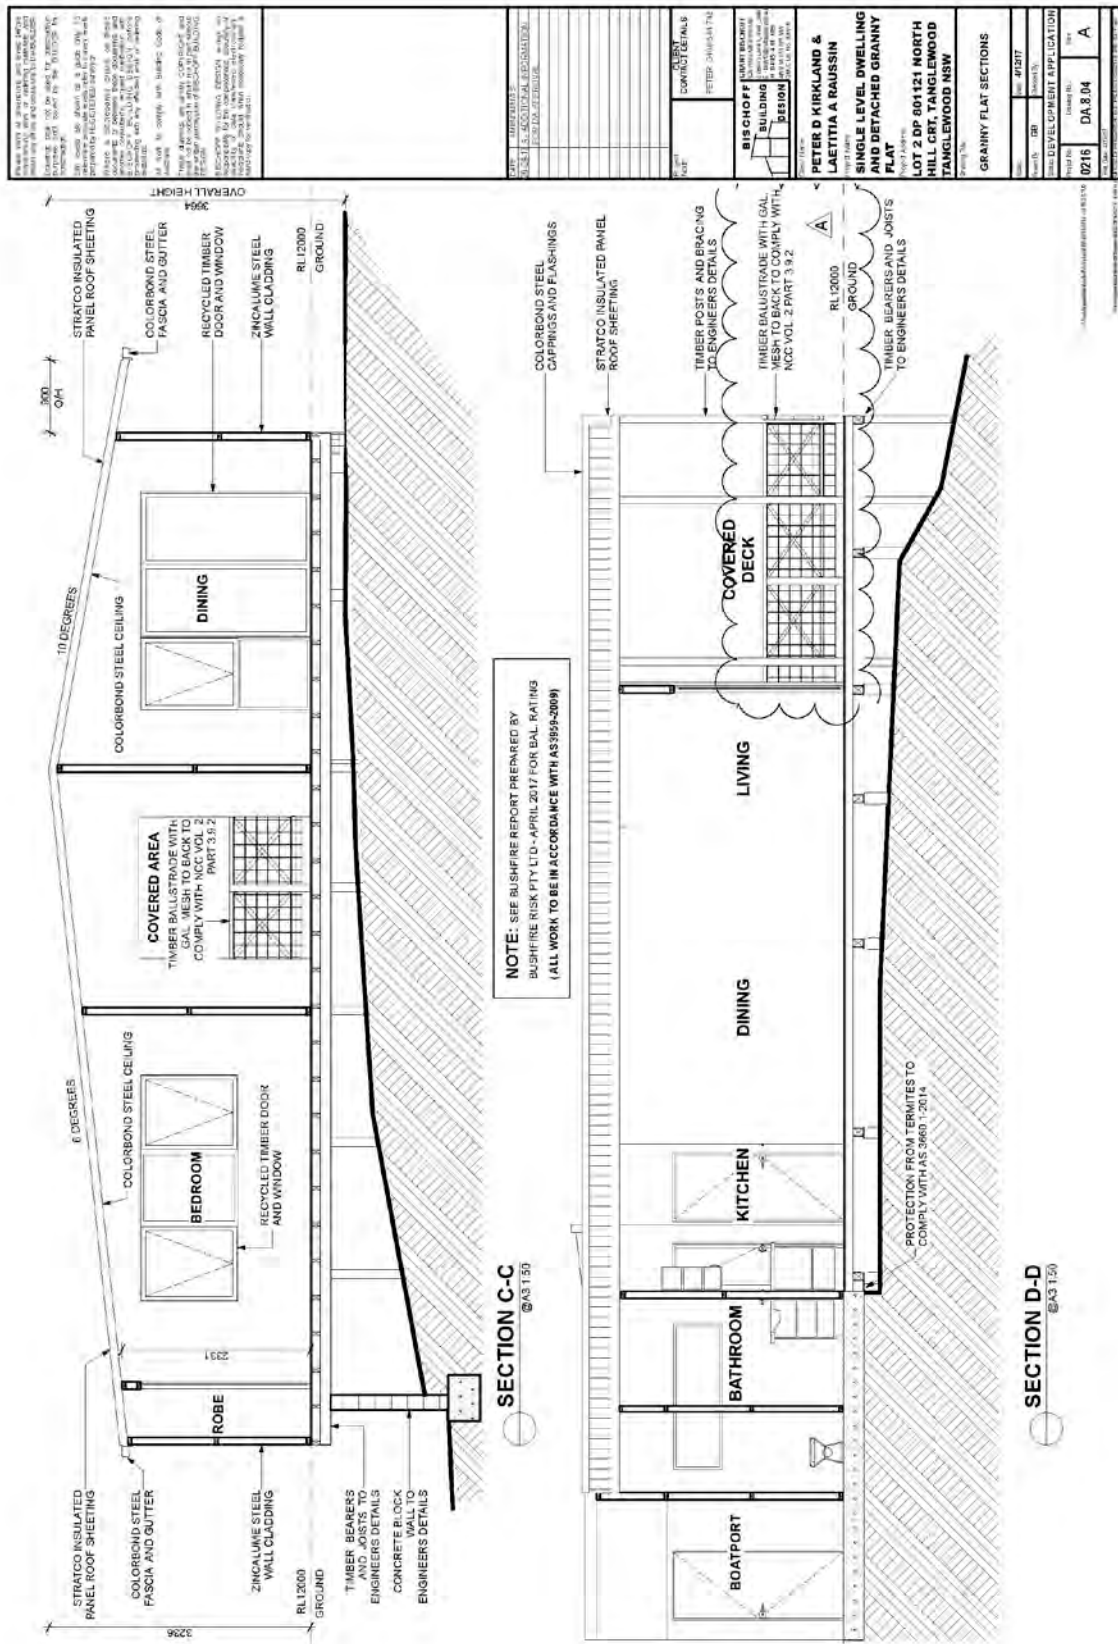 STRATCO INSULATED
PANEL ROOF SHEETING
COLORBOND STEEL
FASCIA AND GUTTER
ZINCALUME STEEL
WALL CLADDING
RL12000
GROUND
TIMBER BEARERS
AND JOISTS TO
ENGINEERS DETAILS
CONCRETE BLOCK
WALL TO
ENGINEERS DETAILS
3236
ROBE
2331
6 DEGREES
COLORBOND STEEL CEILING
BEDROOM
RECYCLED TIMBER DOOR
AND WINDOW
COVERED AREA
TIMBER BALUSTRADE WITH
GAL MESH TO BACK TO
COMPLY WITH NCC VOL. 2
PART 3.9.2
10 DEGREES
COLORBOND STEEL CEILING
DINING
900
O/H
STRATCO INSULATED
PANEL ROOF SHEETING
COLORBOND STEEL
FASCIA AND GUTTER
RECYCLED TIMBER
DOOR AND WINDOW
ZINCALUME STEEL
WALL CLADDING
RL12000
GROUND
3664
OVERALL HEIGHT
SECTION C-C
@A3 1:50
NOTE: SEE BUSHFIRE REPORT PREPARED BY
BUSHFIRE RISK PTY LTD - APRIL 2017 FOR BAL RATING
(ALL WORK TO BE IN ACCORDANCE WITH AS3959-2009)
BOATPORT
BATHROOM
KITCHEN
DINING
LIVING
COVERED
DECK
PROTECTION FROM TERMITES TO
COMPLY WITH AS 3660.1-2014
COLORBOND STEEL
CAPPINGS AND FLASHINGS
STRATCO INSULATED PANEL
ROOF SHEETING
TIMBER POSTS AND BRACING
TO ENGINEERS DETAILS
TIMBER BALUSTRADE WITH GAL
MESH TO BACK TO COMPLY WITH
NCC VOL. 2 PART 3.9.2
A
RL12000
GROUND
TIMBER BEARERS AND JOISTS
TO ENGINEERS DETAILS
SECTION D-D
@A3 1:50
CLIENT
CONTACT DETAILS
BISCHOFF
BUILDING
DESIGN
PETER D KIRKLAND &
LAETITIA A RAUSSIN
SINGLE LEVEL DWELLING
AND DETACHED GRANNY
FLAT
LOT 2 DP 801121 NORTH
HILL CRT, TANGLEWOOD
TANGLEWOOD NSW
GRANNY FLAT SECTIONS
4/12/17
GB
DEVELOPMENT APPLICATION
0216
DA.8.04
A